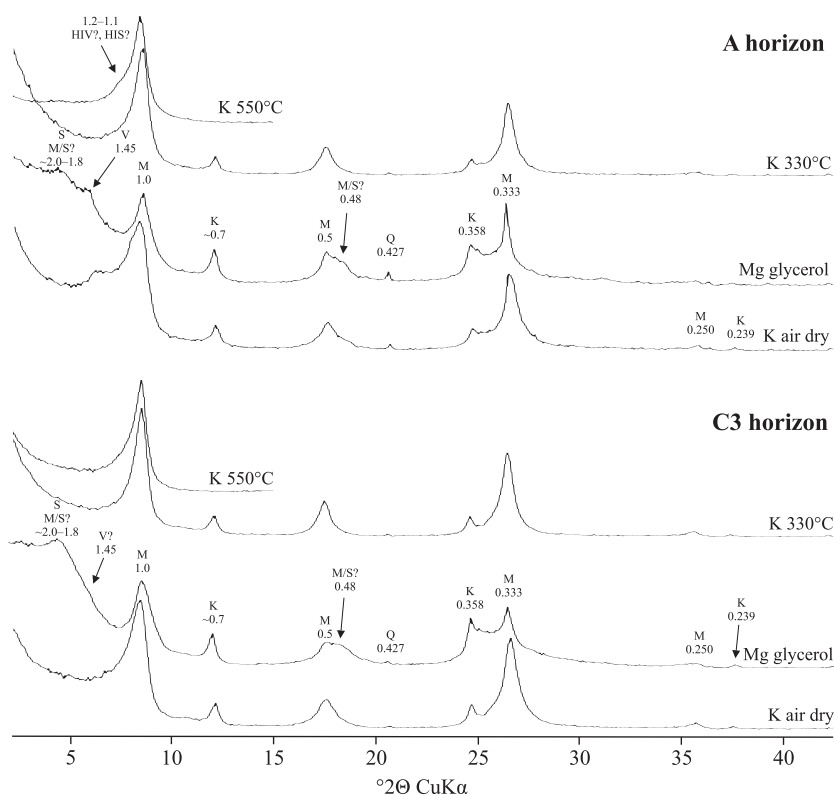 A horizon
1.2–1.1
HIV?, HIS?
K 550°C
K 330°C
S
M/S?
~2.0–1.8
V
1.45
M
1.0
K
~0.7
M
0.5
M/S?
0.48
Q
0.427
K
0.358
M
0.333
Mg glycerol
M
0.250
K
0.239
K air dry
C3 horizon
K 550°C
K 330°C
S
M/S?
~2.0–1.8
V?
1.45
M
1.0
K
~0.7
M
0.5
M/S?
0.48
Q
0.427
K
0.358
M
0.333
M
0.250
K
0.239
Mg glycerol
K air dry
5 10 15 20 25 30 35 40
°2Θ CuKα